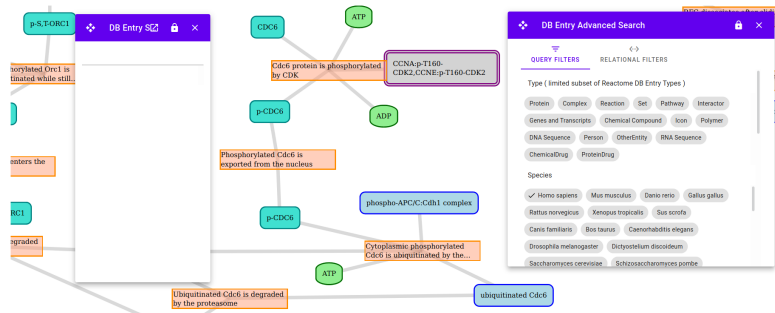 p-S,T-ORC1
orylated Orc1 is
tinated while still..
enters the
RC1
egraded
DB Entry S
CDC6
ATP
Cdc6 protein is phosphorylated
by CDK
CCNA:p-T160-
CDK2,CCNE:p-T160-CDK2
p-CDC6
ADP
Phosphorylated Cdc6 is
exported from the nucleus
phospho-APC/C:Cdh1 complex
p-CDC6
Cytoplasmic phosphorylated
Cdc6 is ubiquitinated by the...
ATP
Ubiquitinated Cdc6 is degraded
by the proteasome
ubiquitinated Cdc6
DB Entry Advanced Search
QUERY FILTERS
RELATIONAL FILTERS
Type ( limited subset of Reactome DB Entry Types )
Protein Complex Reaction Set Pathway Interactor
Genes and Transcripts Chemical Compound Icon Polymer
DNA Sequence Person OtherEntity RNA Sequence
ChemicalDrug ProteinDrug
Species
Homo sapiens Mus musculus Danio rerio Gallus gallus
Rattus norvegicus Xenopus tropicalis Sus scrofa
Canis familiaris Bos taurus Caenorhabditis elegans
Drosophila melanogaster Dictyostelium discoideum
Saccharomyces cerevisiae Schizosaccharomyces pombe